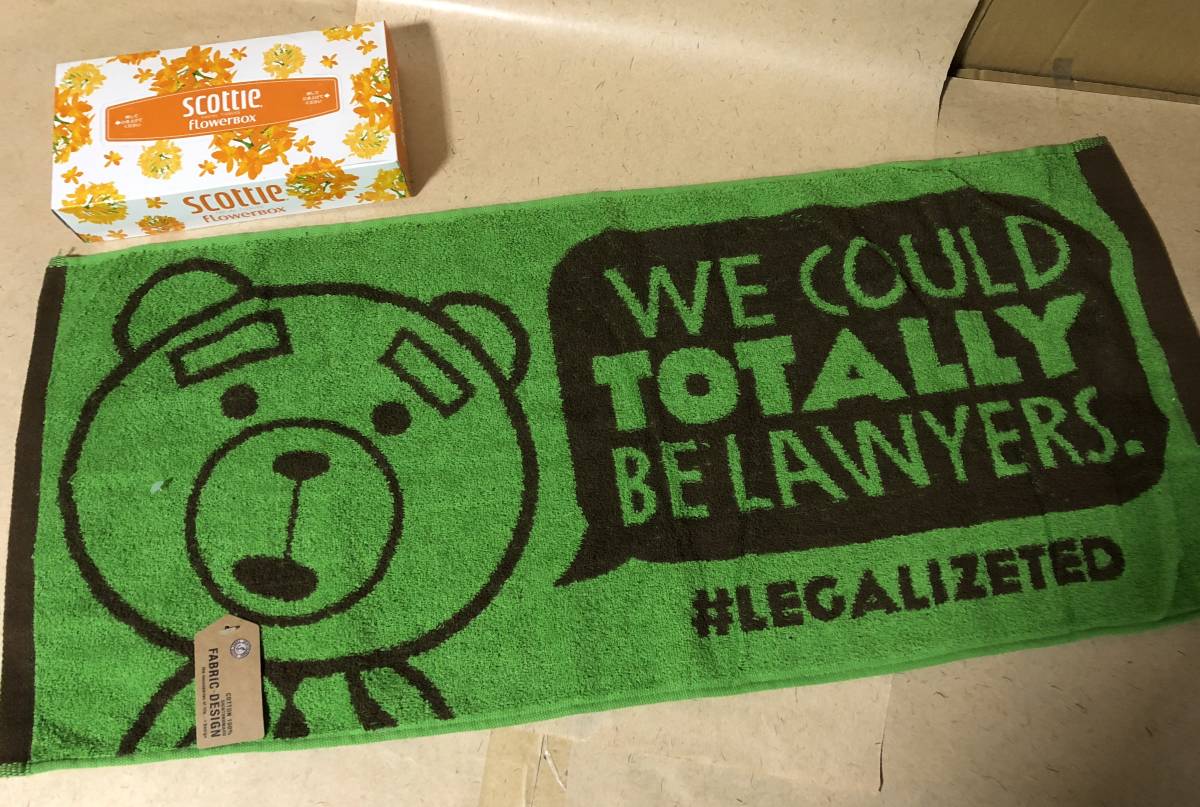 scottie
flowerbox
scottie
flowerbox
WE COULD
TOTALLY
BE LAWYERS.
#LEGALIZETED
COTTON 100%
FABRIC-DESIGN